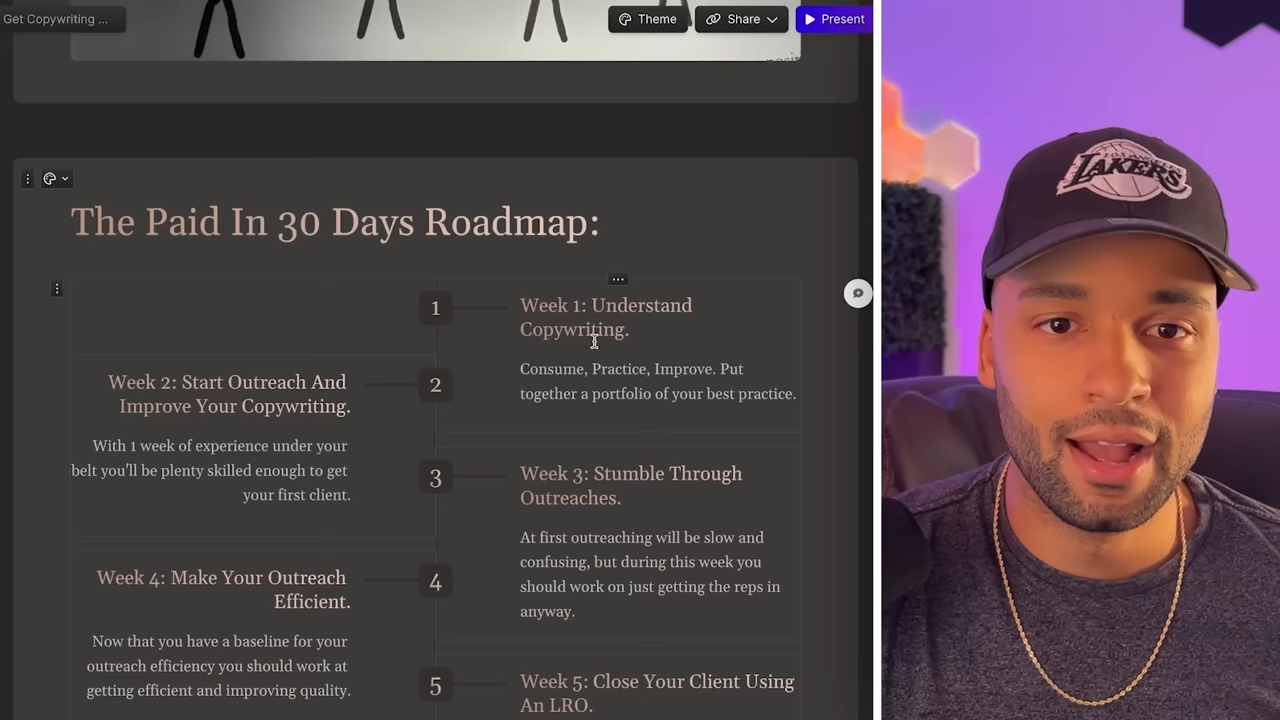 Get Copywriting ...
Theme
Share
Present
The Paid In 30 Days Roadmap:
1
Week 1: Understand
Copywriting.
Consume, Practice, Improve. Put
together a portfolio of your best practice.
2
Week 2: Start Outreach And
Improve Your Copywriting.
With 1 week of experience under your
belt you'll be plenty skilled enough to get
your first client.
3
Week 3: Stumble Through
Outreaches.
At first outreaching will be slow and
confusing, but during this week you
should work on just getting the reps in
anyway.
4
Week 4: Make Your Outreach
Efficient.
Now that you have a baseline for your
outreach efficiency you should work at
getting efficient and improving quality.
5
Week 5: Close Your Client Using
An LRO.
LOS ANGELES
LAKERS